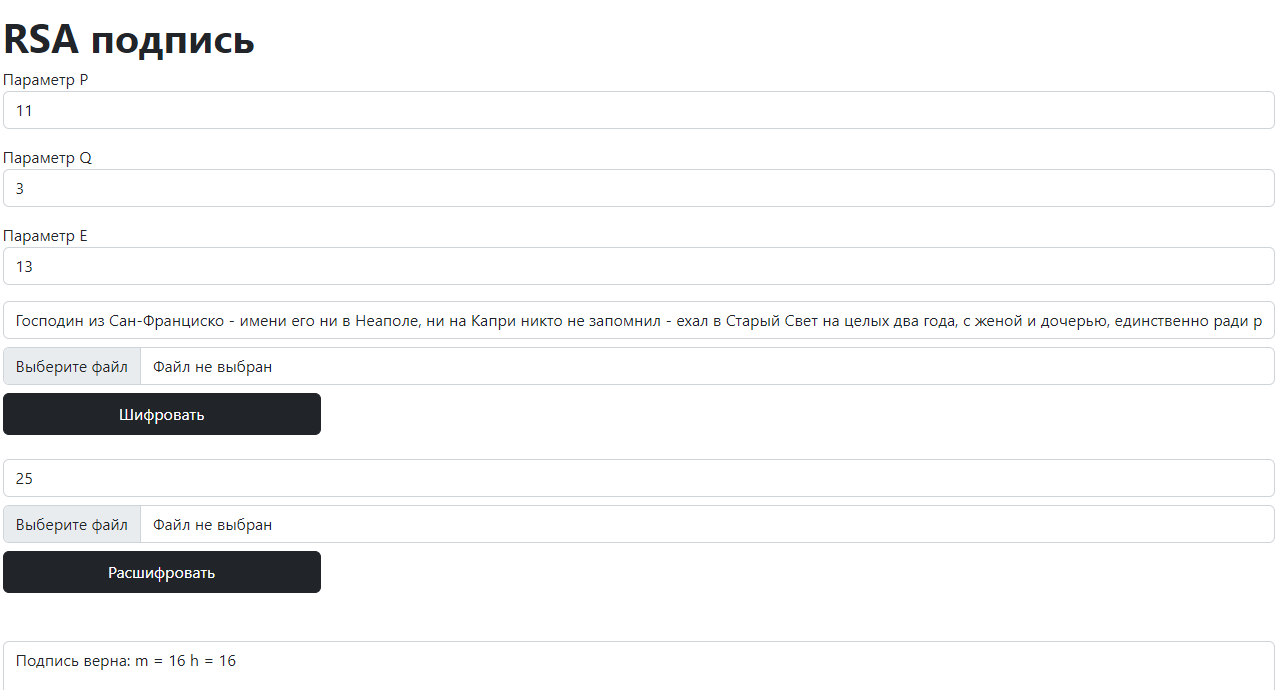 RSA подпись
Параметр P
11
Параметр Q
3
Параметр E
13
Господин из Сан-Франциско - имени его ни в Неаполе, ни на Капри никто не запомнил - ехал в Старый Свет на целых два года, с женой и дочерью, единственно ради р
Выберите файл Файл не выбран
Шифровать
25
Выберите файл Файл не выбран
Расшифровать
Подпись верна: m = 16 h = 16